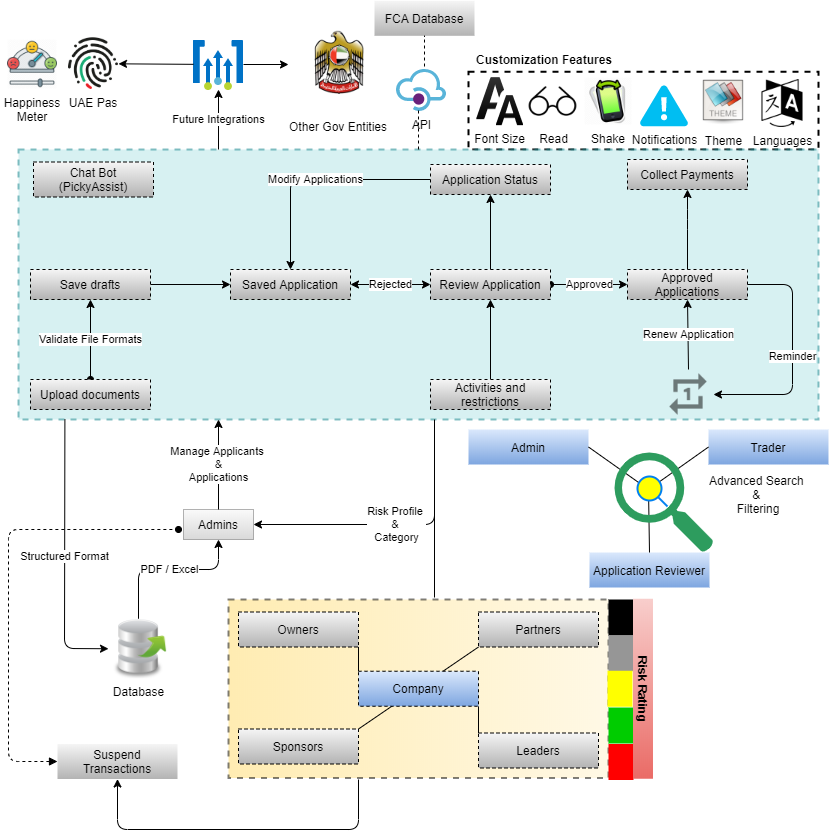 FCA Database
Customization Features
Happiness
Meter
UAE Pas
Future Integrations
Other Gov Entities
API
Font Size
Read
Shake
Notifications
THEME
Theme
文
A
Languages
Chat Bot
(PickyAssist)
Modify Applications
Application Status
Collect Payments
Save drafts
Saved Application
Rejected
Review Application
Approved
Approved
Applications
Validate File Formats
Renew Application
Reminder
Upload documents
Activities and
restrictions
1
Manage Applicants
&
Applications
Admin
Trader
Advanced Search
&
Filtering
Risk Profile
&
Category
Admins
Structured Format
PDF / Excel
Application Reviewer
Owners
Partners
Company
Risk Rating
Database
Sponsors
Leaders
Suspend
Transactions